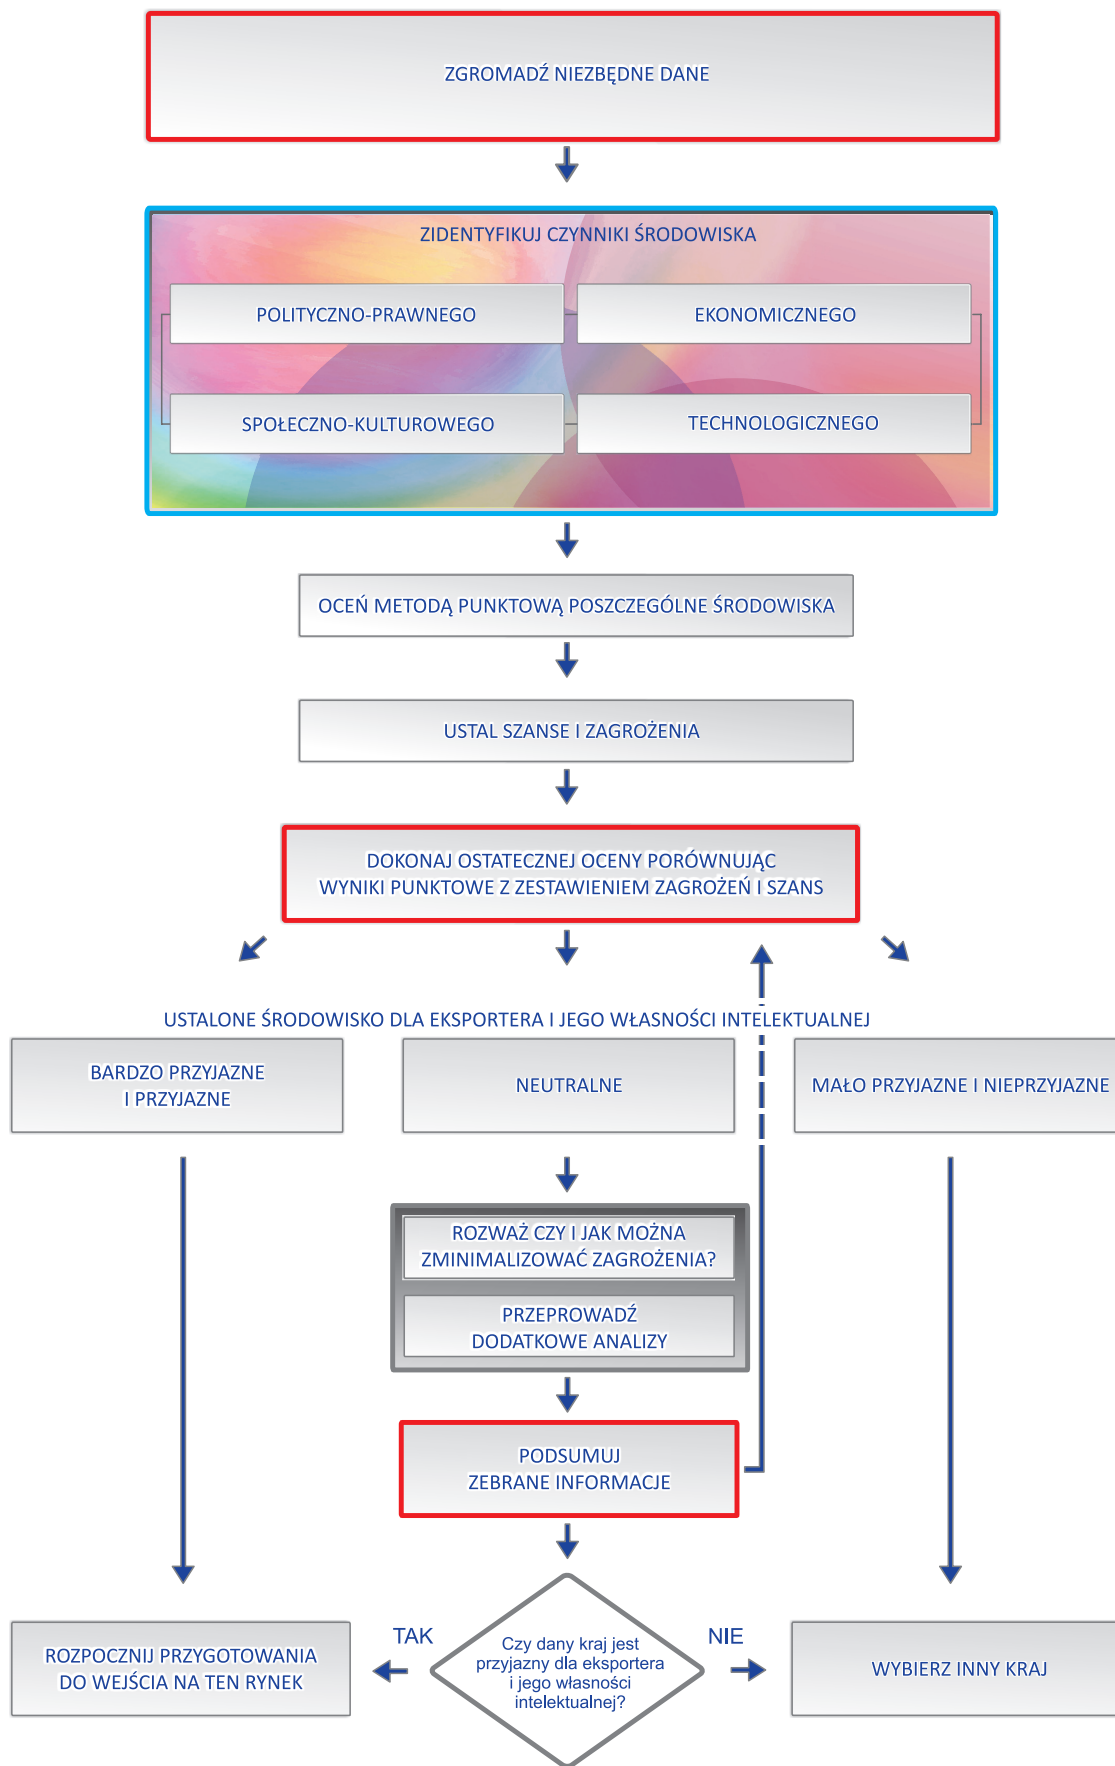 ZGROMADŹ NIEZBĘDNE DANE
ZIDENTYFIKUJ CZYNNIKI ŚRODOWISKA
POLITYCZNO-PRAWNEGO
EKONOMICZNEGO
SPOŁECZNO-KULTUROWEGO
TECHNOLOGICZNEGO
OCEŃ METODĄ PUNKTOWĄ POSZCZEGÓLNE ŚRODOWISKA
USTAL SZANSE I ZAGROŻENIA
DOKONAJ OSTATECZNEJ OCENY PORÓWNUJĄC
WYNIKI PUNKTOWE Z ZESTAWIENIEM ZAGROŻEŃ I SZANS
USTALONE ŚRODOWISKO DLA EKSPORTERA I JEGO WŁASNOŚCI INTELEKTUALNEJ
BARDZO PRZYJAZNE
I PRZYJAZNE
NEUTRALNE
MAŁO PRZYJAZNE I NIEPRZYJAZNE
ROZWAŻ CZY I JAK MOŻNA
ZMINIMALIZOWAĆ ZAGROŻENIA?
PRZEPROWADŹ
DODATKOWE ANALIZY
PODSUMUJ
ZEBRANE INFORMACJE
TAK
Czy dany kraj jest
przyjazny dla eksportera
i jego własności
intelektualnej?
NIE
ROZPOCZNIJ PRZYGOTOWANIA
DO WEJŚCIA NA TEN RYNEK
WYBIERZ INNY KRAJ